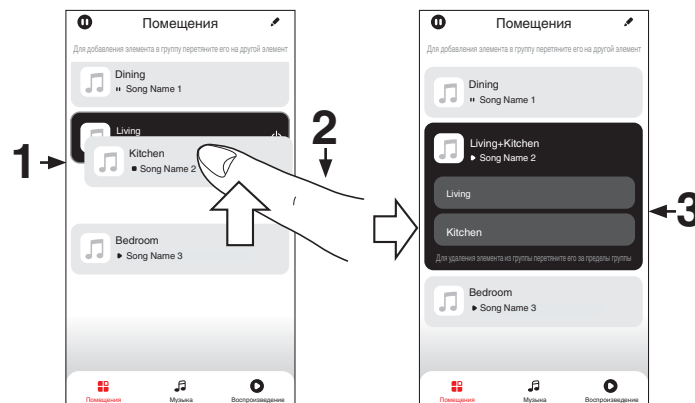 Помещения
Для добавления элемента в группу перетяните его на другой элемент
Dining
Song Name 1
Living
Kitchen
Song Name 2
Bedroom
Song Name 3
Помещения
Музыка
Воспроизведение
1
2
Помещения
Для добавления элемента в группу перетяните его на другой элемент
Dining
Song Name 1
Living+Kitchen
Song Name 2
Living
Kitchen
Для удаления элемента из группы перетяните его за пределы группы
Bedroom
Song Name 3
Помещения
Музыка
Воспроизведение
3